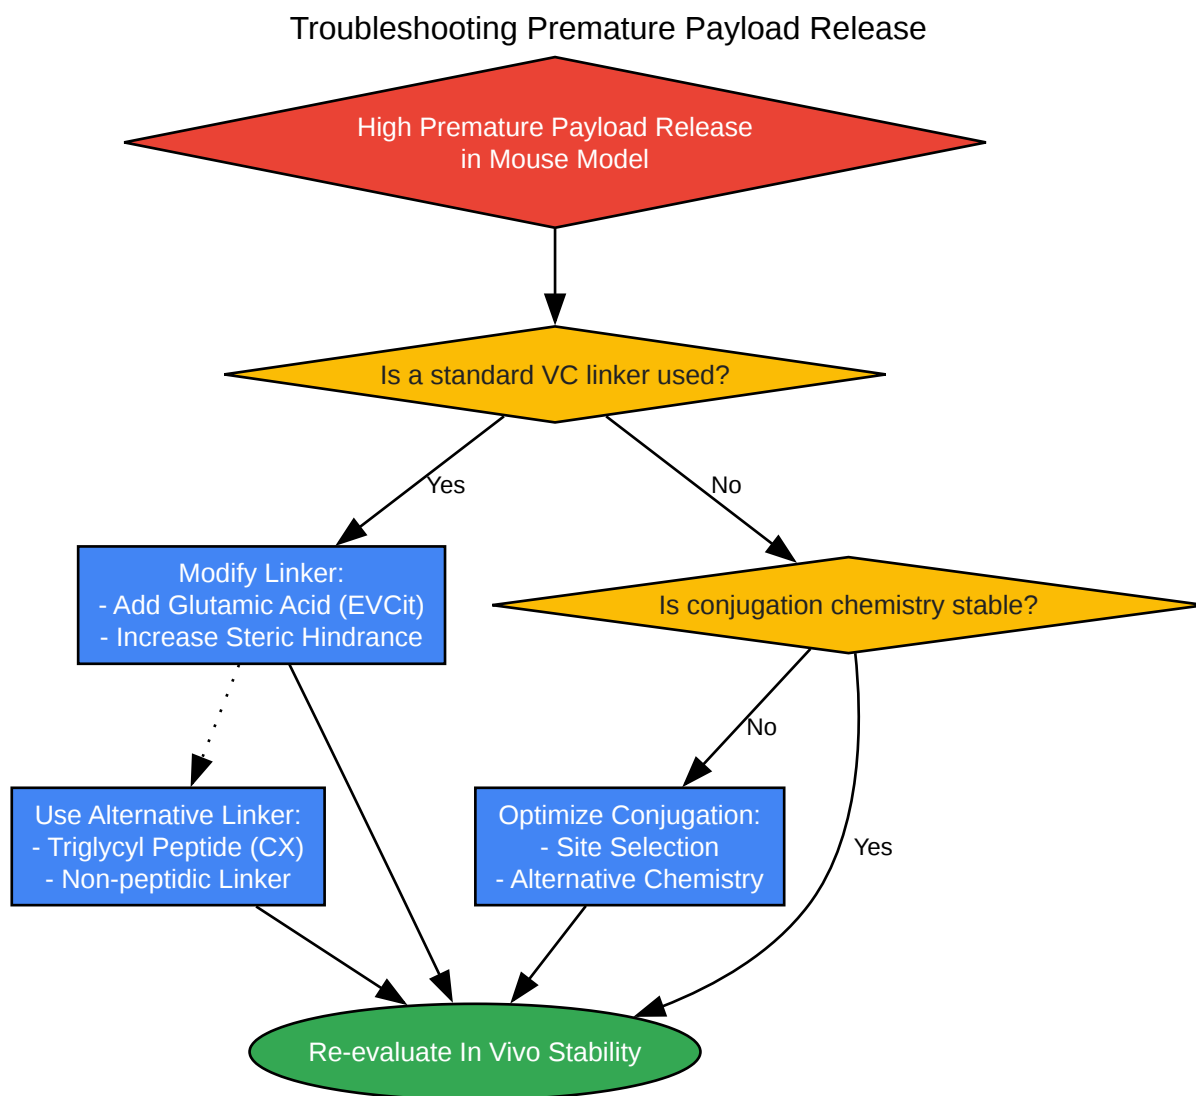 Troubleshooting Premature Payload Release
High Premature Payload Release
in Mouse Model
Is a standard VC linker used?
Yes
No
Modify Linker:
- Add Glutamic Acid (EVCit)
- Increase Steric Hindrance
Is conjugation chemistry stable?
No
Yes
Use Alternative Linker:
- Triglycyl Peptide (CX)
- Non-peptidic Linker
Optimize Conjugation:
- Site Selection
- Alternative Chemistry
Re-evaluate In Vivo Stability